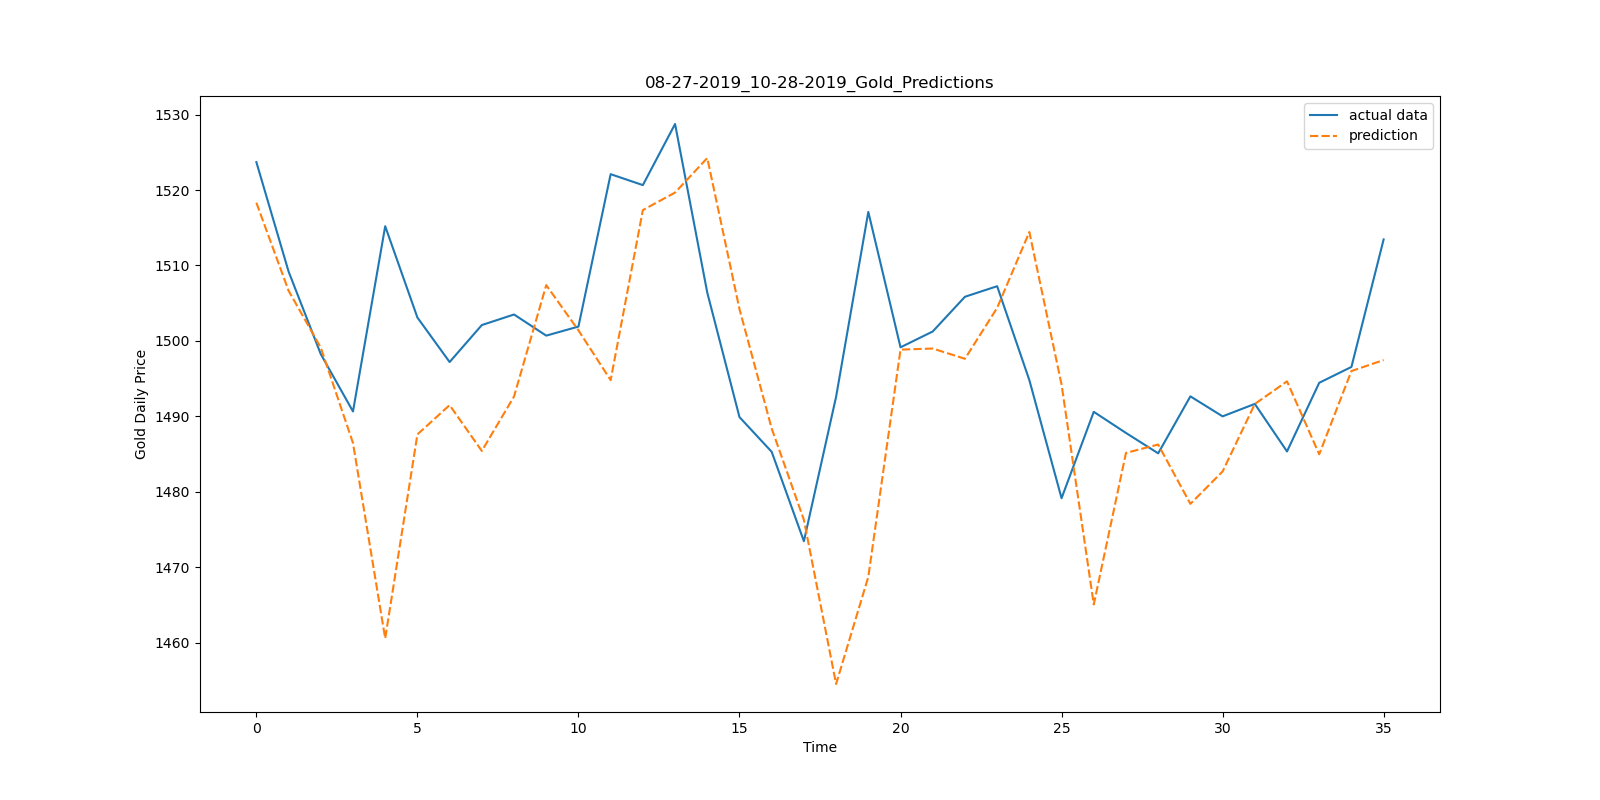 08-27-2019_10-28-2019_Gold_Predictions
actual data
prediction
Gold Daily Price
1530
1520
1510
1500
1490
1480
1470
1460
0 5 10 15 20 25 30 35
Time